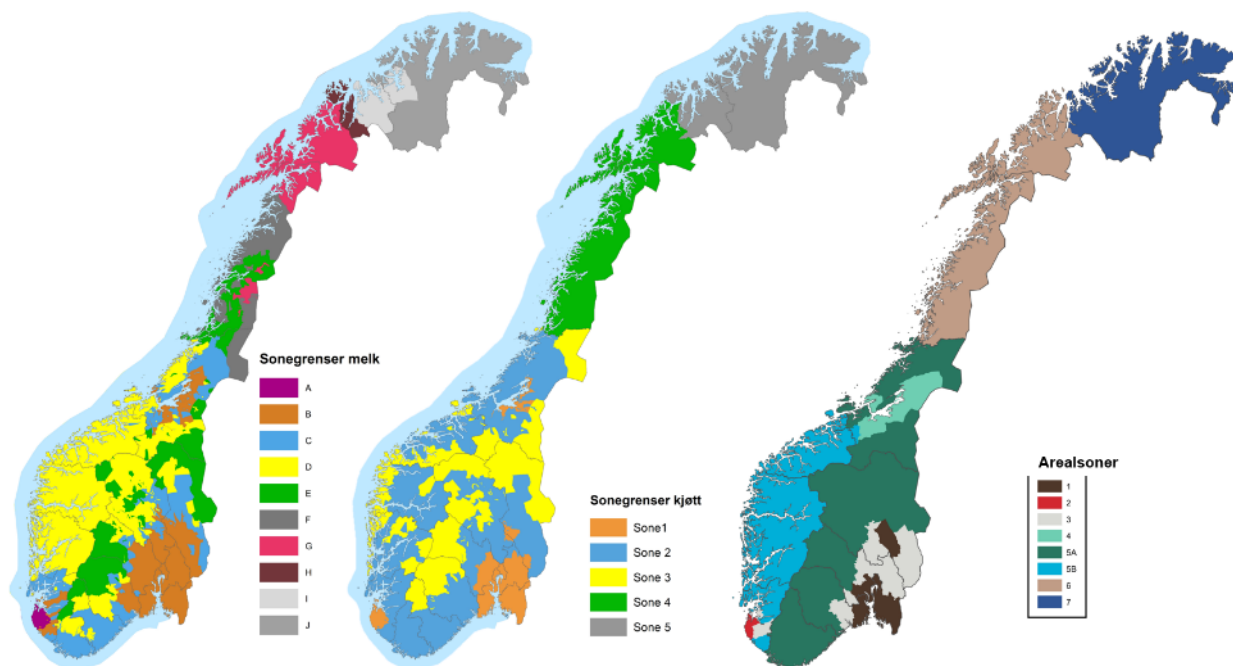 Sonegrenser melk
A
B
C
D
E
F
G
H
I
J
Sonegrenser kjøtt
Sone1
Sone 2
Sone 3
Sone 4
Sone 5
Arealsoner
1
2
3
4
5A
5B
6
7